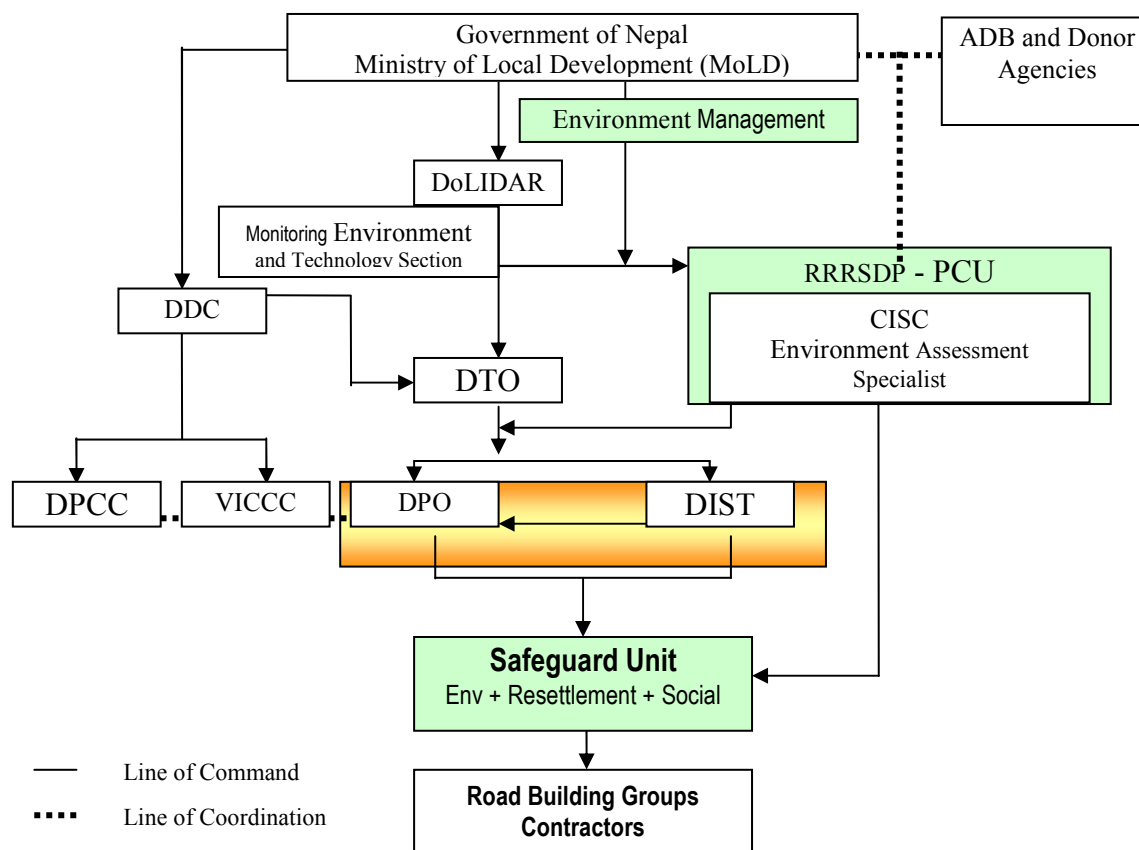 Government of Nepal
Ministry of Local Development (MoLD)
ADB and Donor
Agencies
Environment Management
DoLIDAR
Monitoring Environment
and Technology Section
RRRSDP - PCU
CISC
Environment Assessment
Specialist
DDC
DTO
DPCC
VICCC
DPO
DIST
Safeguard Unit
Env + Resettlement + Social
Line of Command
Line of Coordination
Road Building Groups
Contractors